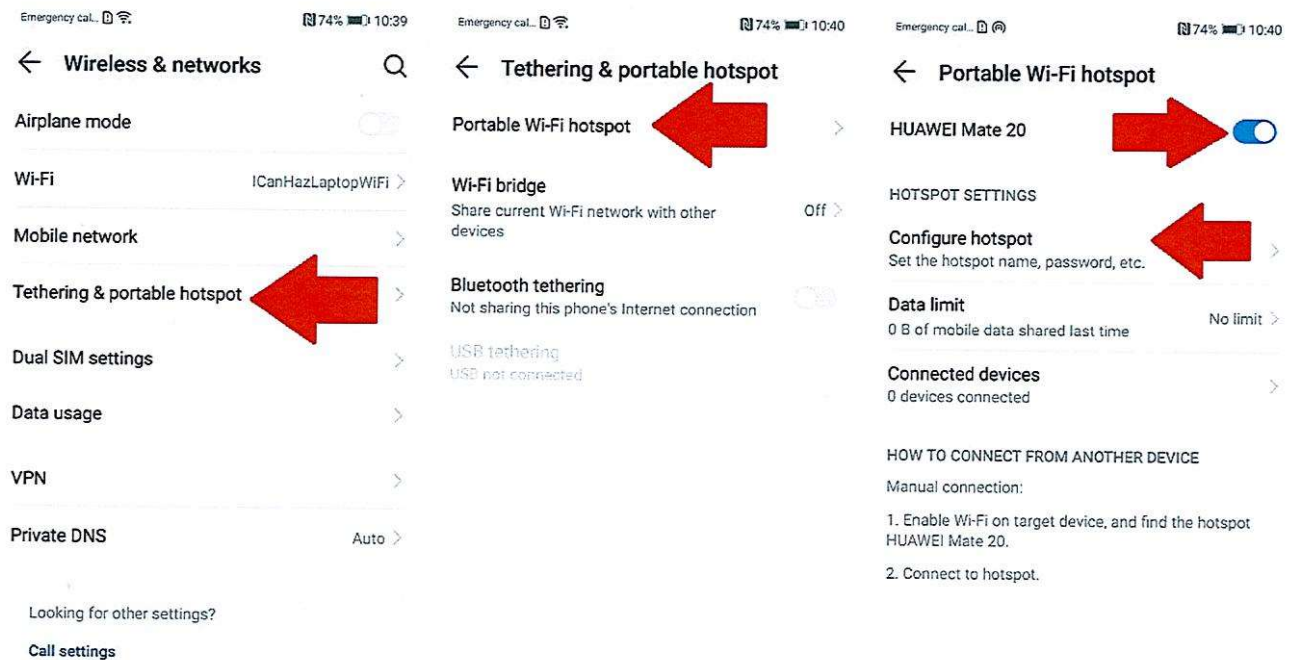 Emergency cal... 74% 10:39
Wireless & networks
Airplane mode
Wi-Fi ICanHazLaptopWiFi
Mobile network
Tethering & portable hotspot
Dual SIM settings
Data usage
VPN
Private DNS Auto
Looking for other settings?
Call settings
Emergency cal... 74% 10:40
Tethering & portable hotspot
Portable Wi-Fi hotspot
Wi-Fi bridge
Share current Wi-Fi network with other Off
devices
Bluetooth tethering
Not sharing this phone's Internet connection
USB tethering
USB not connected
Emergency cal... 74% 10:40
Portable Wi-Fi hotspot
HUAWEI Mate 20
HOTSPOT SETTINGS
Configure hotspot
Set the hotspot name, password, etc.
Data limit
0 B of mobile data shared last time No limit
Connected devices
0 devices connected
HOW TO CONNECT FROM ANOTHER DEVICE
Manual connection:
1. Enable Wi-Fi on target device, and find the hotspot
HUAWEI Mate 20.
2. Connect to hotspot.